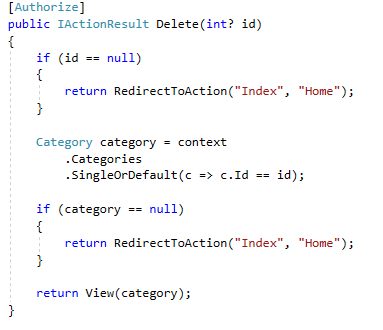 [Authorize]
public IActionResult Delete(int? id)
{
    if (id == null)
    {
        return RedirectToAction("Index", "Home");
    }

    Category category = context
        .Categories
        .SingleOrDefault(c => c.Id == id);

    if (category == null)
    {
        return RedirectToAction("Index", "Home");
    }

    return View(category);
}